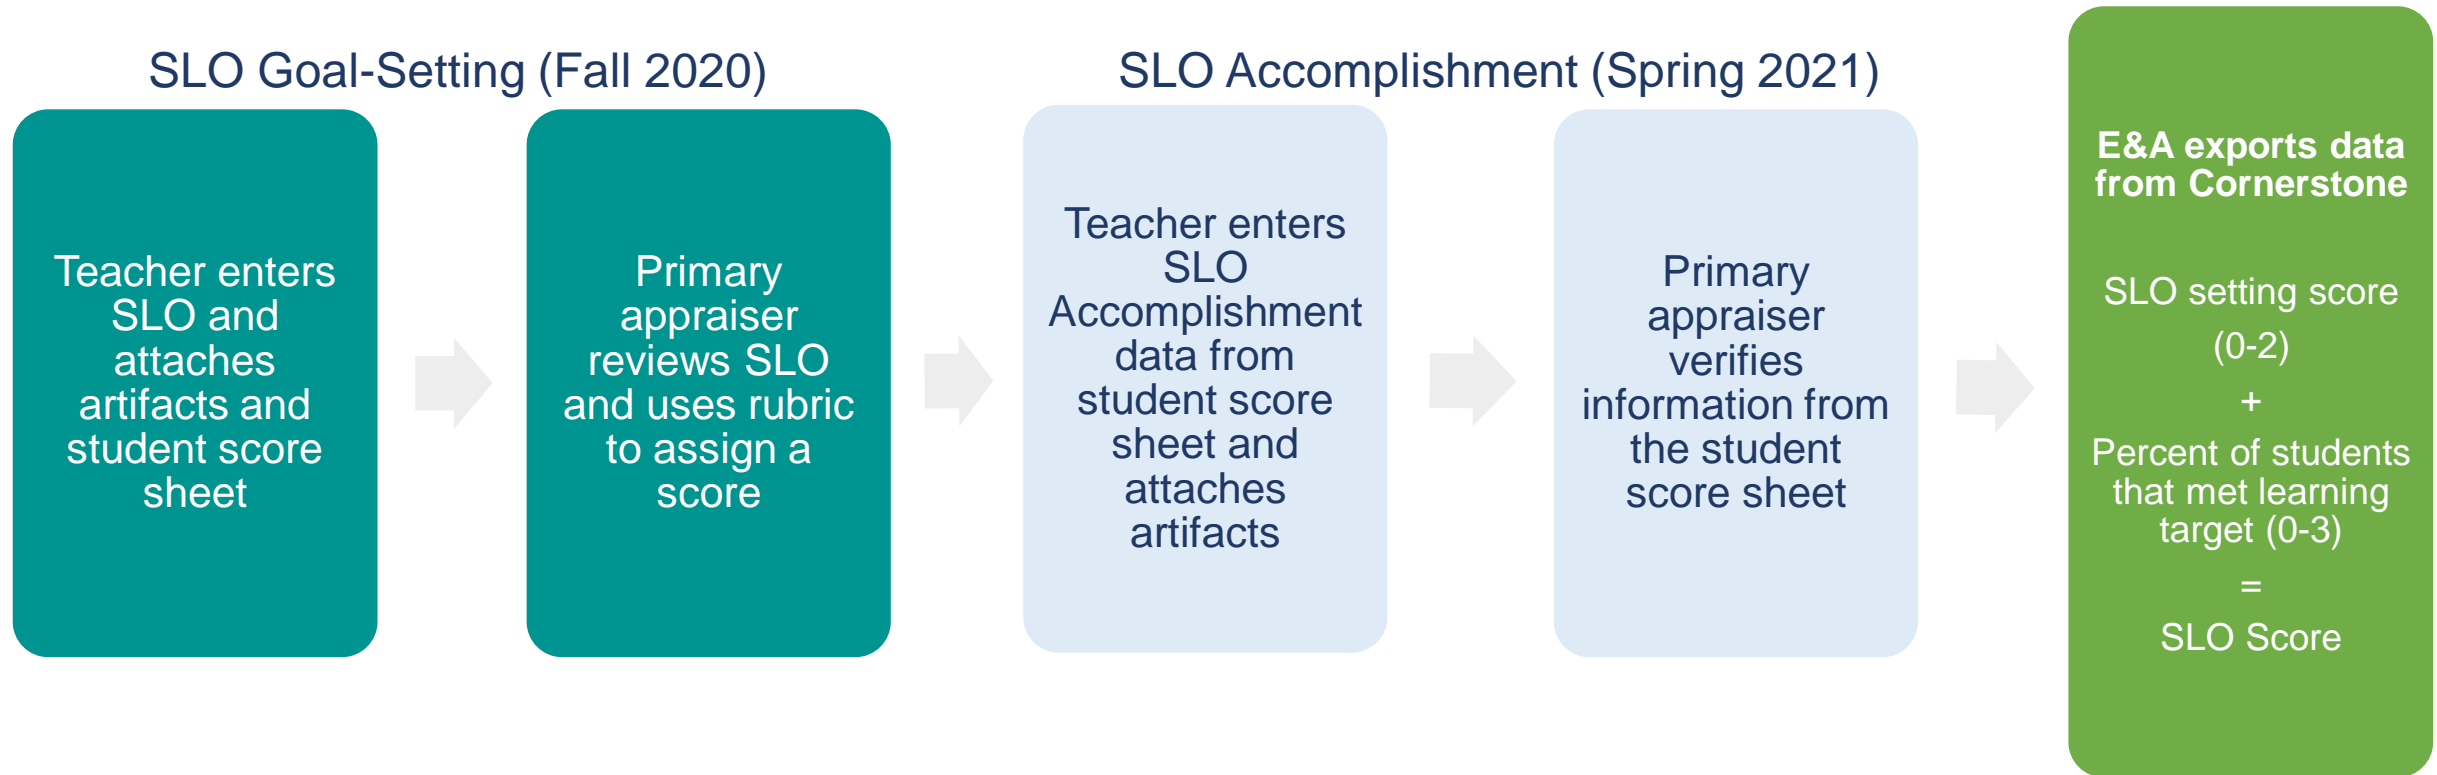 SLO Goal-Setting (Fall 2020)
Teacher enters
SLO and
attaches
artifacts and
student score
sheet
Primary
appraiser
reviews SLO
and uses rubric
to assign a
score
SLO Accomplishment (Spring 2021)
Teacher enters
SLO
Accomplishment
data from
student score
sheet and
attaches
artifacts
Primary
appraiser
verifies
information from
the student
score sheet
E&A exports data
from Cornerstone
SLO setting score
(0-2)
+
Percent of students
that met learning
target (0-3)
=
SLO Score